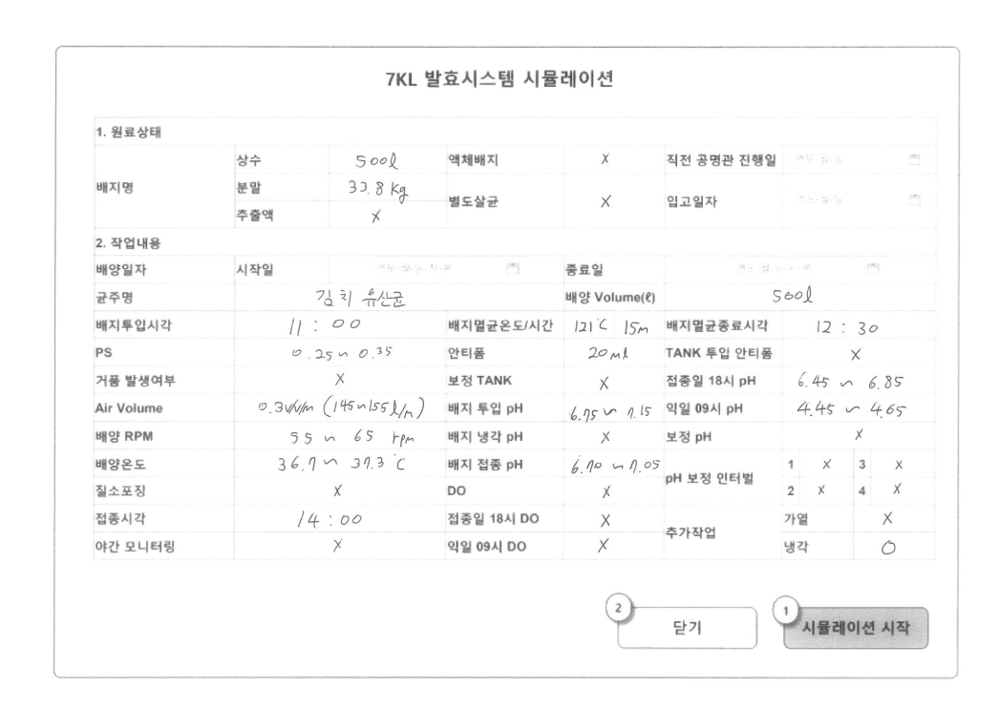 7KL 발효시스템 시뮬레이션
1. 원료상태
배지명 상수 500l 액체배지 X 직전 공명관 진행일 연도-월-일
분말 33.8 kg 별도살균 X 입고일자 연도-월-일
추출액 X
2. 작업내용
배양일자 시작일 종료일
균주명 김치 유산균 배양 Volume(ℓ) 500l
배지투입시각 11 : 00 배지멸균온도/시간 121℃ 15m 배지멸균종료시각 12 : 30
PS 0.25 ~ 0.35 안티폼 20ml TANK 투입 안티폼 X
거품 발생여부 X 보정 TANK X 접종일 18시 pH 6.45 ~ 6.85
Air Volume 0.3v/v/m (145~155l/m) 배지 투입 pH 6.75 ~ 7.15 익일 09시 pH 4.45 ~ 4.65
배양 RPM 55 ~ 65 rpm 배지 냉각 pH X 보정 pH X
배양온도 36.7 ~ 37.3 ℃ 배지 접종 pH 6.70 ~ 7.05 pH 보정 인터벌 1 X 3 X
질소포징 X DO X 2 X 4 X
접종시각 14 : 00 접종일 18시 DO X 추가작업 가열 X
야간 모니터링 X 익일 09시 DO X 냉각 O
2 닫기 1 시뮬레이션 시작